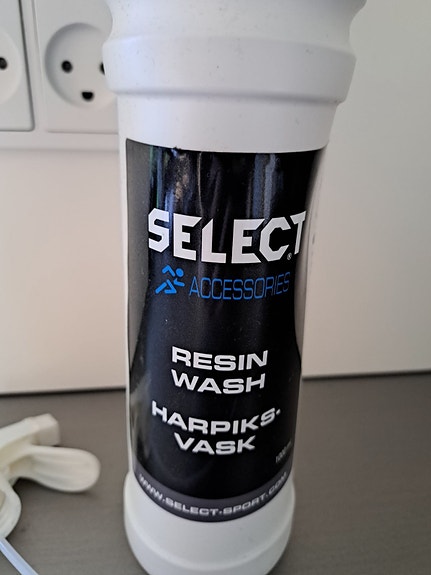 SELECT®
ACCESSORIES
RESIN
WASH
HARPIKS-
VASK
WWW.SELECT-SPORT.COM